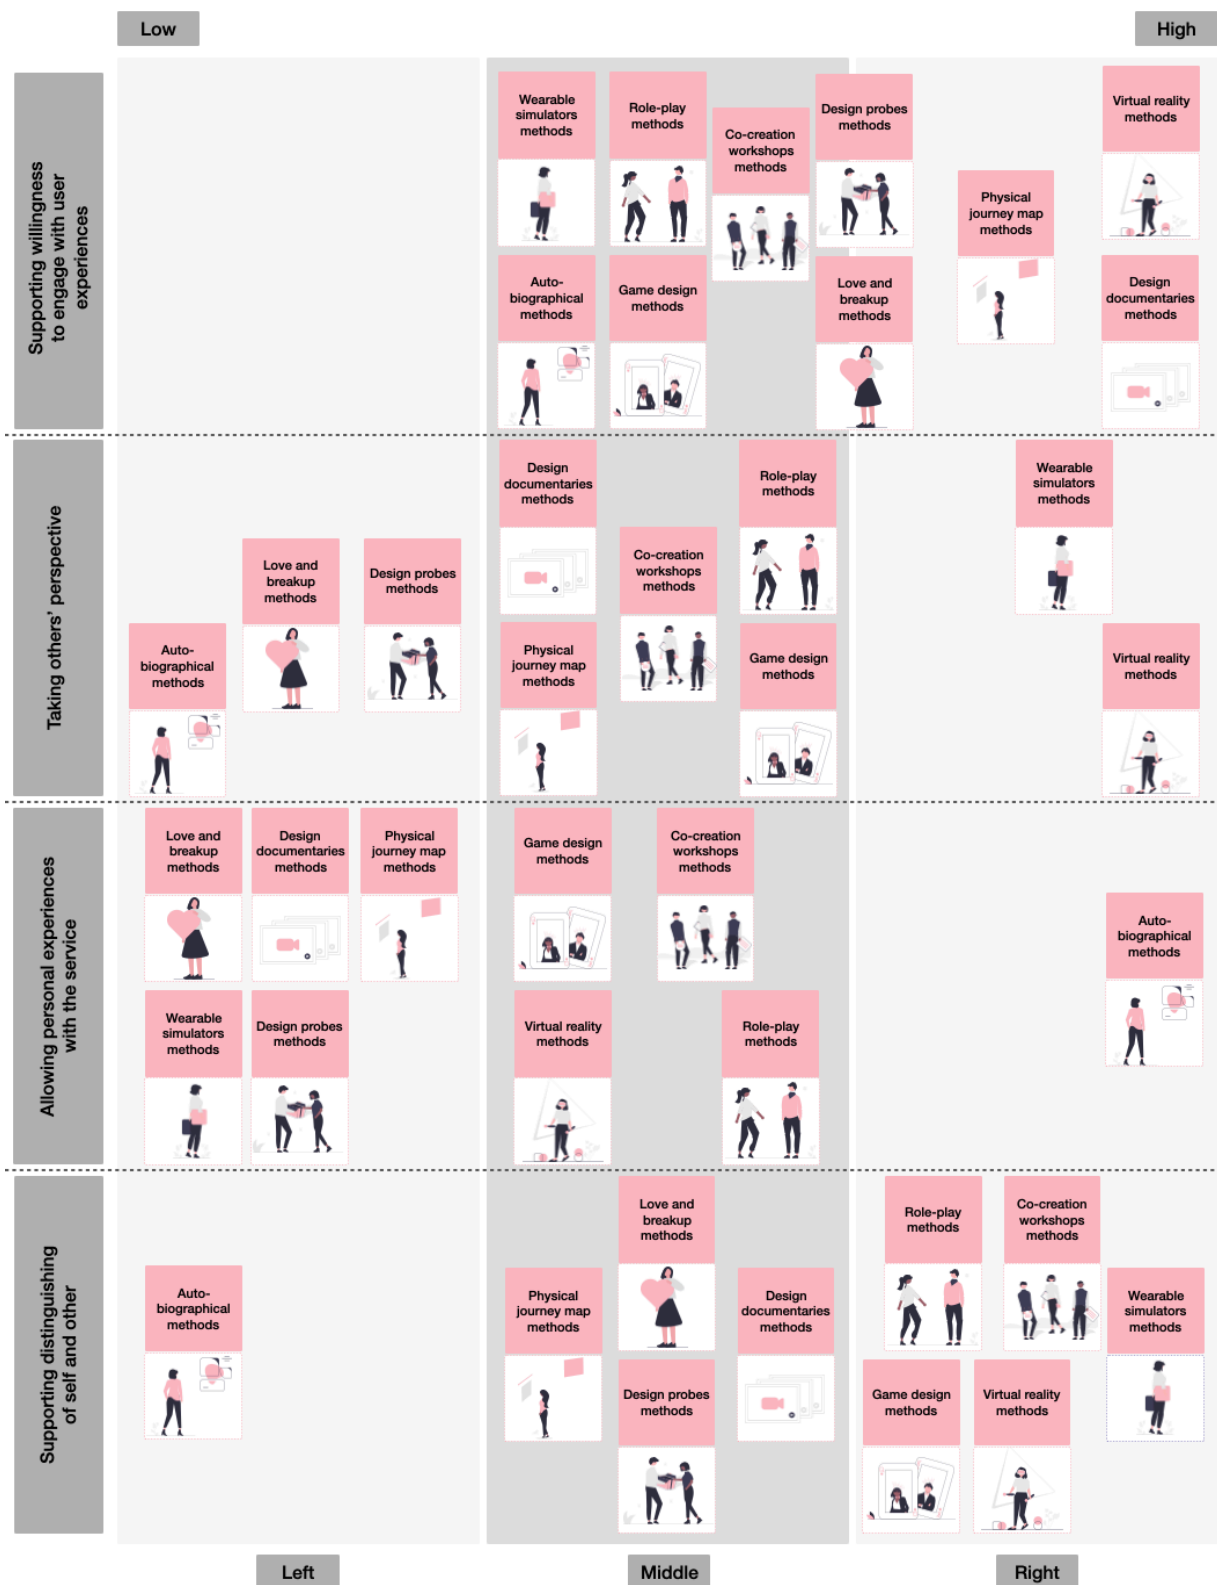 Low
High
Supporting willingness
to engage with user
experiences
Wearable
simulators
methods
Role-play
methods
Co-creation
workshops
methods
Design probes
methods
Physical
journey map
methods
Virtual reality
methods
Auto-
biographical
methods
Game design
methods
Love and
breakup
methods
Design
documentaries
methods
Taking others’ perspective
Auto-
biographical
methods
Love and
breakup
methods
Design probes
methods
Design
documentaries
methods
Physical
journey map
methods
Co-creation
workshops
methods
Role-play
methods
Game design
methods
Wearable
simulators
methods
Virtual reality
methods
Allowing personal experiences
with the service
Love and
breakup
methods
Design
documentaries
methods
Physical
journey map
methods
Wearable
simulators
methods
Design probes
methods
Game design
methods
Co-creation
workshops
methods
Virtual reality
methods
Role-play
methods
Auto-
biographical
methods
Supporting distinguishing
of self and other
Auto-
biographical
methods
Physical
journey map
methods
Love and
breakup
methods
Design probes
methods
Design
documentaries
methods
Role-play
methods
Co-creation
workshops
methods
Wearable
simulators
methods
Game design
methods
Virtual reality
methods
Left
Middle
Right